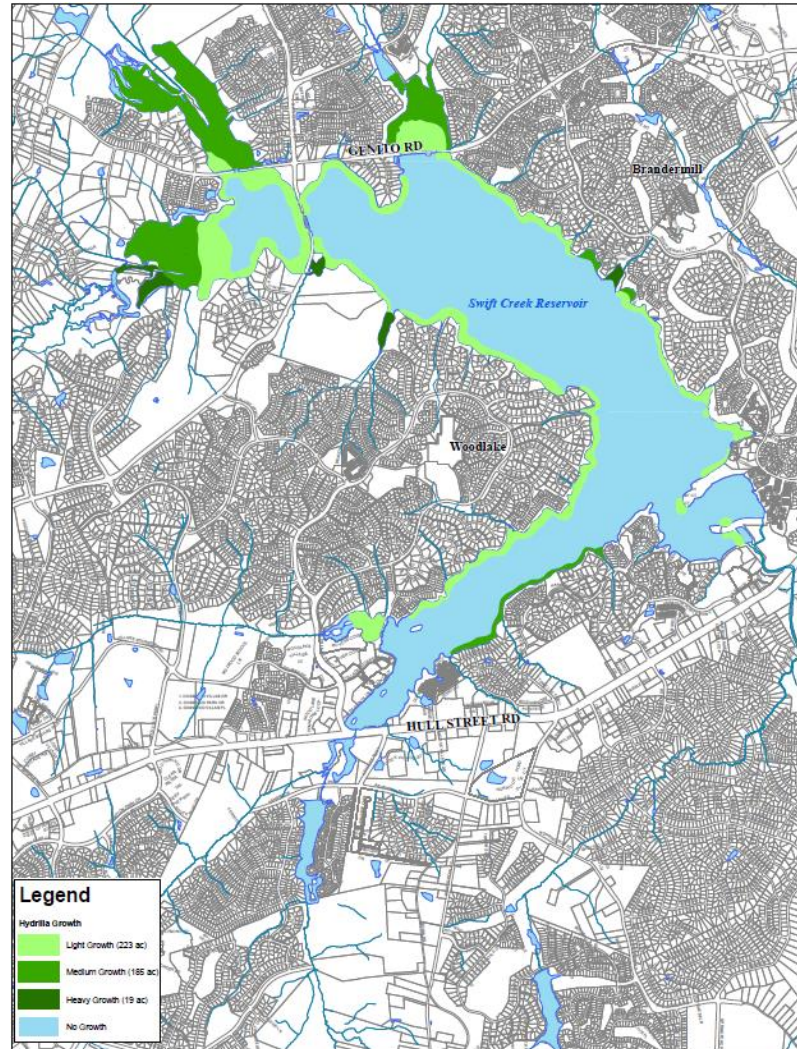 GENITO RD
Brandermill
Swift Creek Reservoir
Woodlake
HULL STREET RD
Legend
Hydrilla Growth
Light Growth (223 ac)
Medium Growth (185 ac)
Heavy Growth (19 ac)
No Growth